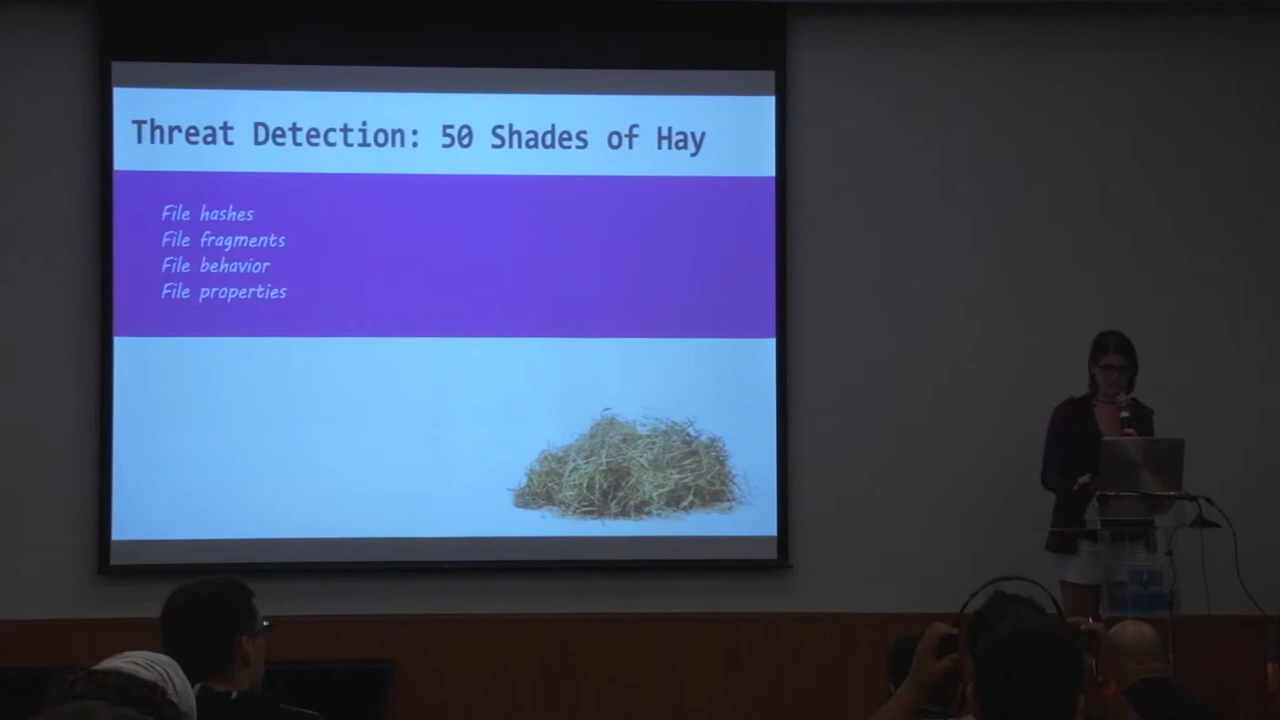 Threat Detection: 50 Shades of Hay
File hashes
File fragments
File behavior
File properties